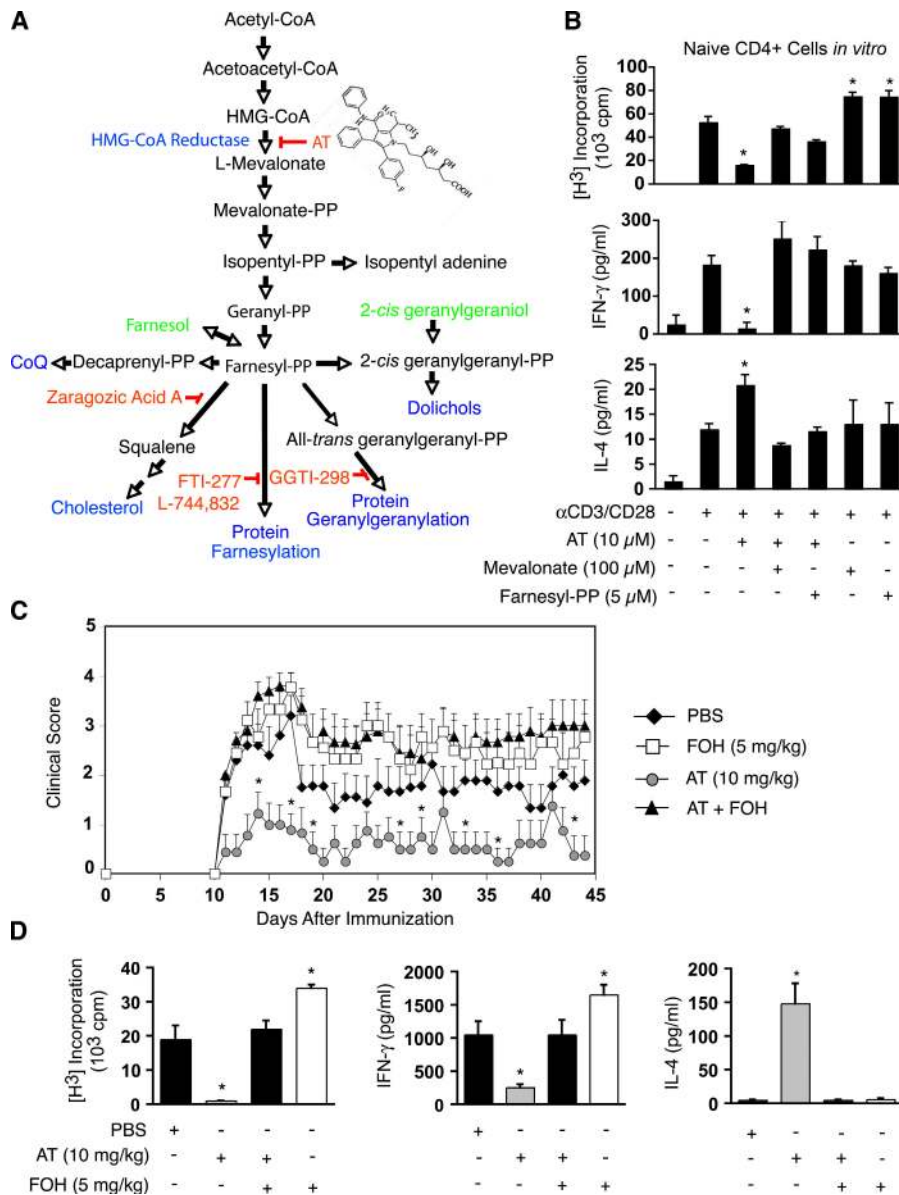 A
Acetyl-CoA
Acetoacetyl-CoA
HMG-CoA
HMG-CoA Reductase
AT
L-Mevalonate
Mevalonate-PP
Isopentyl-PP
Isopentyl adenine
Geranyl-PP
Farnesol
2-cis geranylgeraniol
CoQ
Decaprenyl-PP
Farnesyl-PP
2-cis geranylgeranyl-PP
Zaragozic Acid A
Dolichols
Squalene
All-trans geranylgeranyl-PP
FTI-277
GGTI-298
L-744,832
Cholesterol
Protein
Farnesylation
Protein
Geranylgeranylation
OH
OH
COOH
F
B
Naive CD4+ Cells in vitro
[H³] Incorporation
(10³ cpm)
100
80
60
40
20
0
* * *
IFN-γ (pg/ml)
300
200
100
0
*
IL-4 (pg/ml)
25
20
15
10
5
0
*
αCD3/CD28 - + + + + + +
AT (10 µM) - - + + + - -
Mevalonate (100 µM) - - - + - + -
Farnesyl-PP (5 µM) - - - - + - +
C
Clinical Score
5
4
3
2
1
0
* * * * * * * *
0 5 10 15 20 25 30 35 40 45
Days After Immunization
PBS
FOH (5 mg/kg)
AT (10 mg/kg)
AT + FOH
D
[H³] Incorporation
(10³ cpm)
40
30
20
10
0
* *
IFN-γ (pg/ml)
2000
1500
1000
500
0
* *
IL-4 (pg/ml)
200
150
100
50
0
*
PBS + - - - + - - - + - - -
AT (10 mg/kg) - + + - - + + - - + + -
FOH (5 mg/kg) - - + + - - + + - - + +